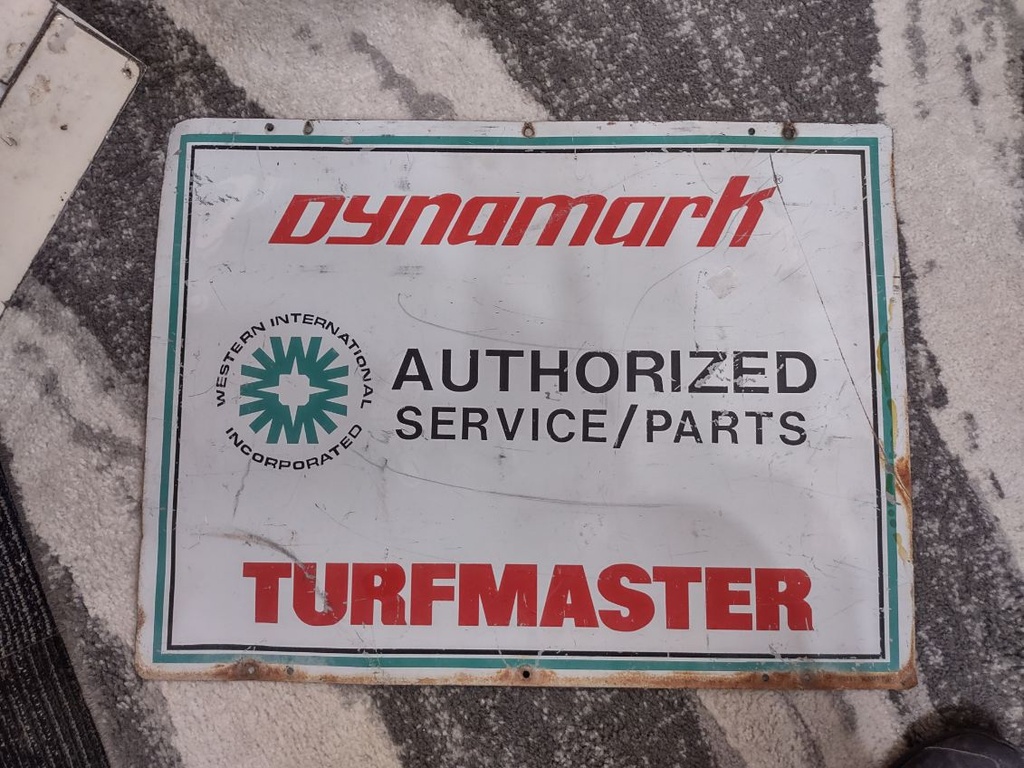 Dynamark
WESTERN INTERNATIONAL
INCORPORATED
AUTHORIZED
SERVICE/PARTS
TURFMASTER